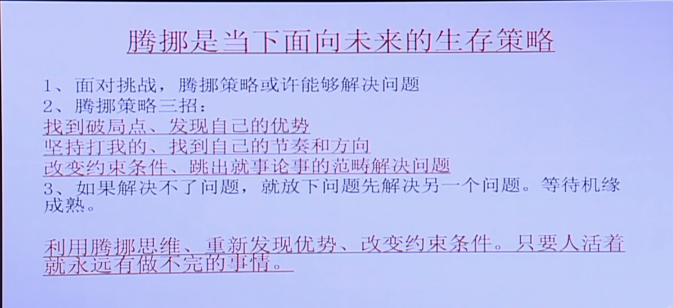 腾挪是当下面向未来的生存策略
1、面对挑战，腾挪策略或许能够解决问题
2、腾挪策略三招：
找到破局点、发现自己的优势
坚持打我的、找到自己的节奏和方向
改变约束条件、跳出就事论事的范畴解决问题
3、如果解决不了问题，就放下问题先解决另一个问题。等待机缘
成熟。
利用腾挪思维、重新发现优势、改变约束条件。只要人活着
就永远有做不完的事情。